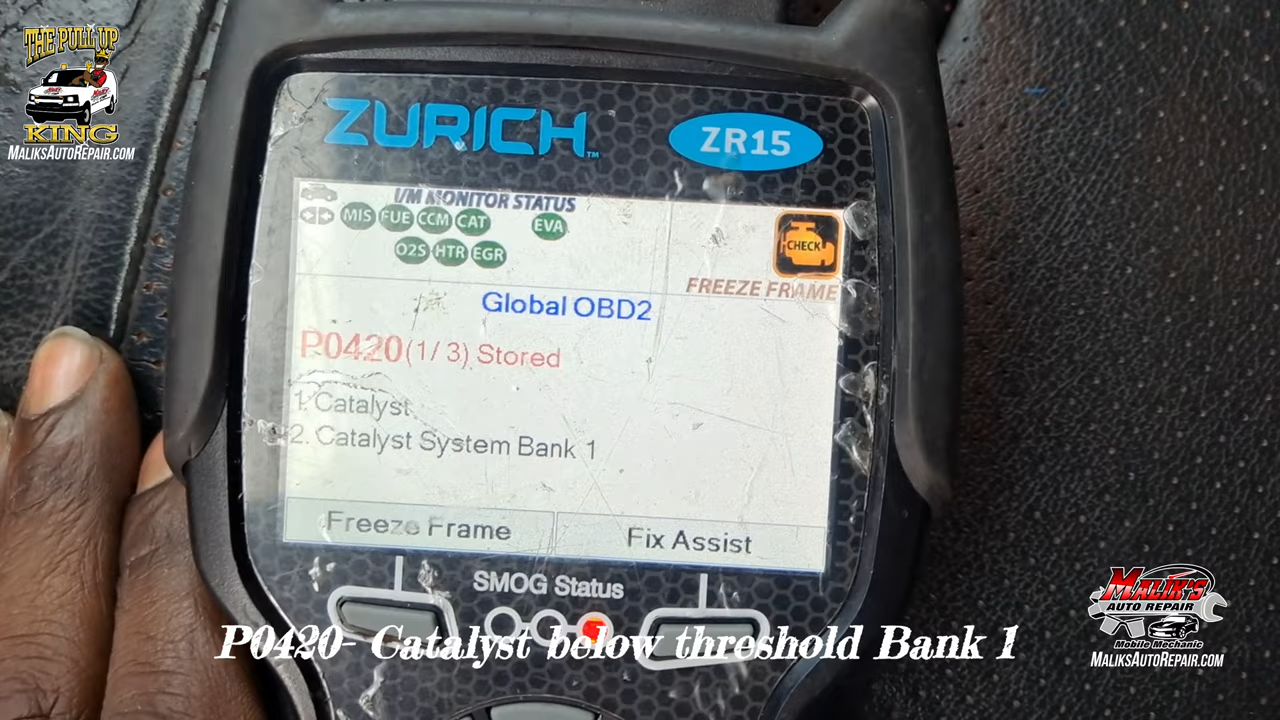 THE PULL UP
KING
MALIKSAUTOREPAIR.COM
ZURICH™
ZR15
I/M MONITOR STATUS
MIS FUE CCM CAT EVA
O2S HTR EGR
CHECK
FREEZE FRAME
Global OBD2
P0420(1/3) Stored
1. Catalyst
2. Catalyst System Bank 1
Freeze Frame
Fix Assist
SMOG Status
P0420- Catalyst below threshold Bank 1
MALIK'S
AUTO REPAIR
Mobile Mechanic
MALIKSAUTOREPAIR.COM